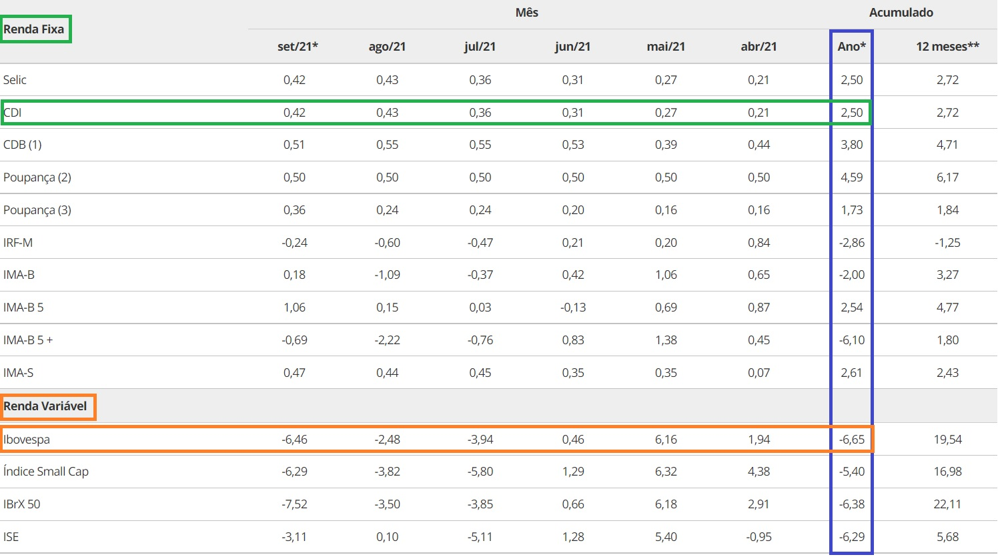 Mês Acumulado
Renda Fixa
set/21* ago/21 jul/21 jun/21 mai/21 abr/21 Ano* 12 meses**
Selic 0,42 0,43 0,36 0,31 0,27 0,21 2,50 2,72
CDI 0,42 0,43 0,36 0,31 0,27 0,21 2,50 2,72
CDB (1) 0,51 0,55 0,55 0,53 0,39 0,44 3,80 4,71
Poupança (2) 0,50 0,50 0,50 0,50 0,50 0,50 4,59 6,17
Poupança (3) 0,36 0,24 0,24 0,20 0,16 0,16 1,73 1,84
IRF-M -0,24 -0,60 -0,47 0,21 0,20 0,84 -2,86 -1,25
IMA-B 0,18 -1,09 -0,37 0,42 1,06 0,65 -2,00 3,27
IMA-B 5 1,06 0,15 0,03 -0,13 0,69 0,87 2,54 4,77
IMA-B 5 + -0,69 -2,22 -0,76 0,83 1,38 0,45 -6,10 1,80
IMA-S 0,47 0,44 0,45 0,35 0,35 0,07 2,61 2,43
Renda Variável
Ibovespa -6,46 -2,48 -3,94 0,46 6,16 1,94 -6,65 19,54
Índice Small Cap -6,29 -3,82 -5,80 1,29 6,32 4,38 -5,40 16,98
IBrX 50 -7,52 -3,50 -3,85 0,66 6,18 2,91 -6,38 22,11
ISE -3,11 0,10 -5,11 1,28 5,40 -0,95 -6,29 5,68